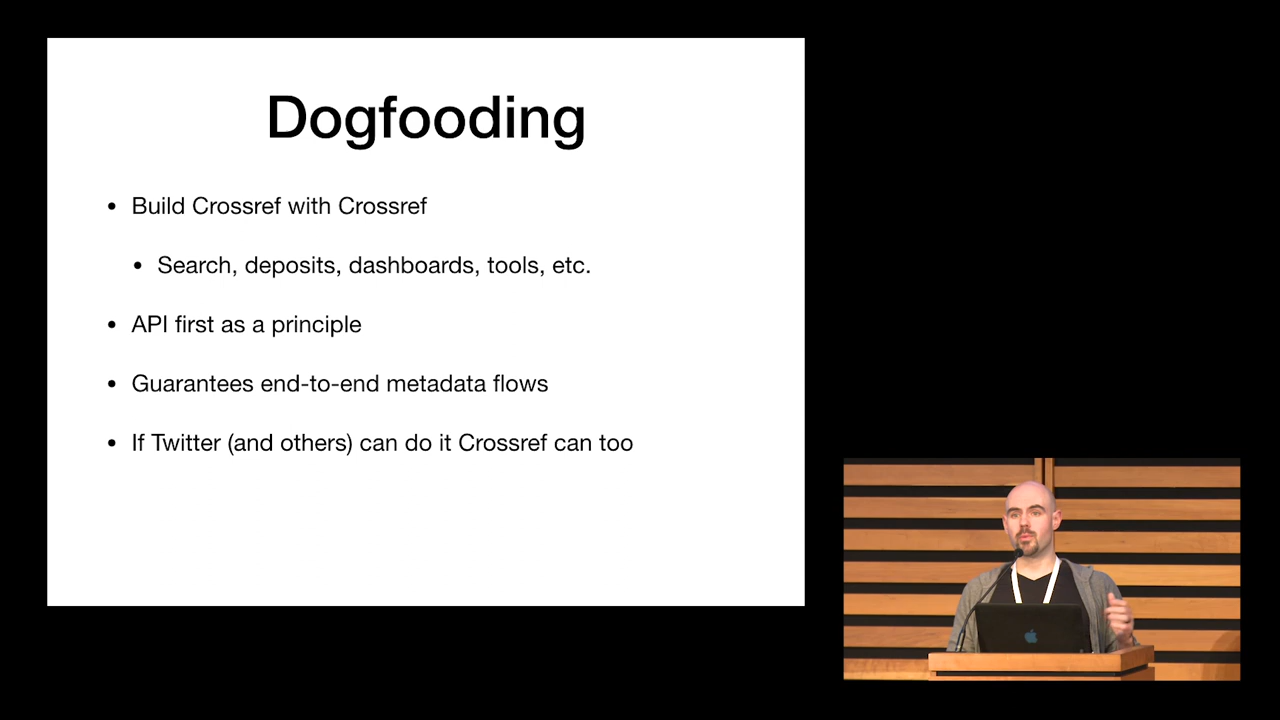 Dogfooding
• Build Crossref with Crossref
• Search, deposits, dashboards, tools, etc.
• API first as a principle
• Guarantees end-to-end metadata flows
• If Twitter (and others) can do it Crossref can too